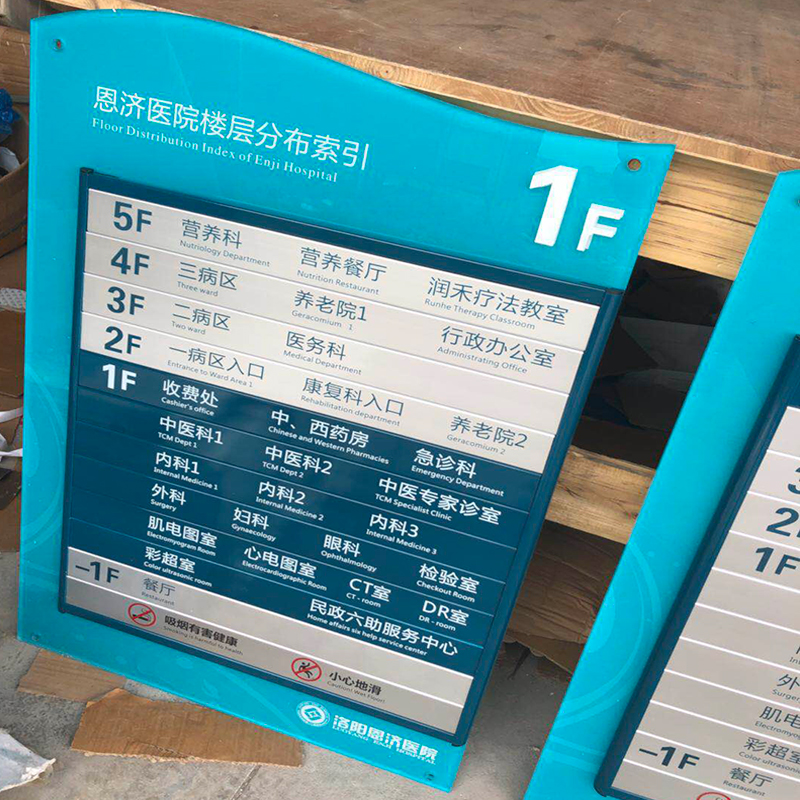 恩济医院楼层分布索引
Floor Distribution Index of Enji Hospital
1F
5F 营养科 营养餐厅 润禾疗法教室
Nutriology Department Nutrition Restaurant Runhe Therapy Classroom
4F 三病区 养老院1 行政办公室
Three ward Geracomium 1 Administrating Office
3F 二病区 医务科
Two ward Medical Department
2F 一病区入口 康复科入口 养老院2
Entrance to Ward Area 1 Rehabilitation department Geracomium 2
1F 收费处 中、西药房 急诊科
Cashier's office Chinese and Western Pharmacies Emergency Department
中医科1 中医科2 中医专家诊室
TCM Dept 1 TCM Dept 2 TCM Specialist Clinic
内科1 内科2 内科3
Internal Medicine 1 Internal Medicine 2 Internal Medicine 3
外科 妇科 眼科 检验室
Surgery Gynaecology Ophthalmology Checkout Room
肌电图室 心电图室 CT室 DR室
Electromyogram Room Electrocardiographic Room CT-room DR-room
彩超室 民政六助服务中心
Color ultrasonic room Home affairs six help service center
-1F 餐厅
Restaurant
吸烟有害健康
Smoking is harmful to health
小心地滑
Caution! Wet Floor!
洛阳恩济医院
LUOYANG ENJI HOSPITAL
1F
外
Surge
肌电
Electromyo
彩超
Color ultrasonic
-1F 餐厅
Restaurant